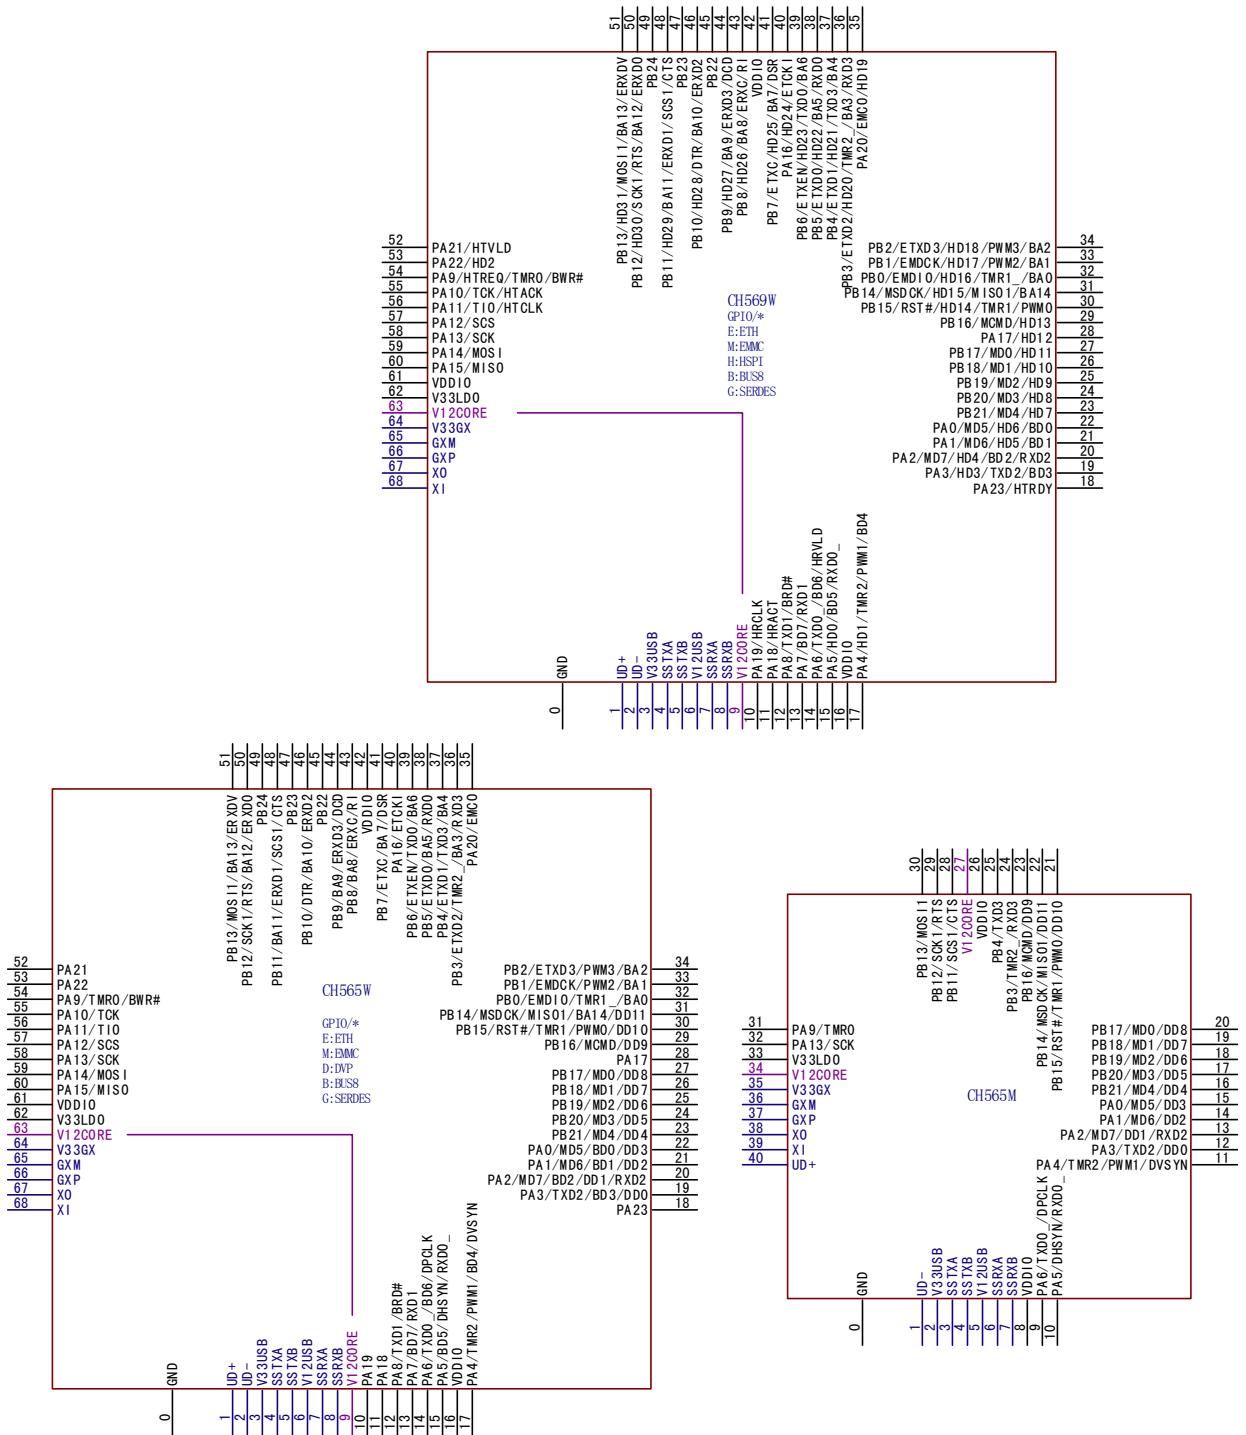 51
50
49
48
47
46
45
44
43
42
41
40
39
38
37
36
35
PB13/HD31/MOSI1/BA13/ERXDV
PB12/HD30/SCK1/RTS/BA12/ERXD0
PB24
PB11/HD29/BA11/ERXD1/SCS1/CTS
PB23
PB10/HD28/DTR/BA10/ERXD2
PB22
PB9/HD27/BA9/ERXD3/DCD
PB8/HD26/BA8/ERXC/RI
VDDIO
PB7/ETXC/HD25/BA7/DSR
PA16/HD24/ETCKI
PB6/ETXEN/HD23/TXD0/BA6
PB5/ETXD0/HD22/BA5/RXD0
PB4/ETXD1/HD21/TXD3/BA4
PB3/ETXD2/HD20/TMR2_/BA3/RXD3
PA20/EMCO/HD19
52 PA21/HTVLD
53 PA22/HD2
54 PA9/HTREQ/TMR0/BWR#
55 PA10/TCK/HTACK
56 PA11/TIO/HTCLK
57 PA12/SCS
58 PA13/SCK
59 PA14/MOSI
60 PA15/MISO
61 VDDIO
62 V33LDO
63 V12CORE
64 V33GX
65 GXM
66 GXP
67 XO
68 XI
CH569W
GPIO/*
E:ETH
M:EMMC
H:HSPI
B:BUS8
G:SERDES
PB2/ETXD3/HD18/PWM3/BA2 34
PB1/EMDCK/HD17/PWM2/BA1 33
PB0/EMDIO/HD16/TMR1_/BA0 32
PB14/MSDCK/HD15/MISO1/BA14 31
PB15/RST#/HD14/TMR1/PWM0 30
PB16/MCMD/HD13 29
PA17/HD12 28
PB17/MD0/HD11 27
PB18/MD1/HD10 26
PB19/MD2/HD9 25
PB20/MD3/HD8 24
PB21/MD4/HD7 23
PA0/MD5/HD6/BD0 22
PA1/MD6/HD5/BD1 21
PA2/MD7/HD4/BD2/RXD2 20
PA3/HD3/TXD2/BD3 19
PA23/HTRDY 18
GND
UD+
UD-
V33USB
SSTXA
SSTXB
V12USB
SSRXA
SSRXB
V12CORE
PA19/HRCLK
PA18/HRACT
PA8/TXD1/BRD#
PA7/BD7/RXD1
PA6/TXD0_/BD6/HRVLD
PA5/HD0/BD5/RXD0_
VDDIO
PA4/HD1/TMR2/PWM1/BD4
0
1
2
3
4
5
6
7
8
9
10
11
12
13
14
15
16
17
51
50
49
48
47
46
45
44
43
42
41
40
39
38
37
36
35
PB13/MOSI1/BA13/ERXDV
PB12/SCK1/RTS/BA12/ERXD0
PB24
PB11/BA11/ERXD1/SCS1/CTS
PB23
PB10/DTR/BA10/ERXD2
PB22
PB9/BA9/ERXD3/DCD
PB8/BA8/ERXC/RI
VDDIO
PB7/ETXC/BA7/DSR
PA16/ETCKI
PB6/ETXEN/TXD0/BA6
PB5/ETXD0/BA5/RXD0
PB4/ETXD1/TXD3/BA4
PB3/ETXD2/TMR2_/BA3/RXD3
PA20/EMCO
52 PA21
53 PA22
54 PA9/TMR0/BWR#
55 PA10/TCK
56 PA11/TIO
57 PA12/SCS
58 PA13/SCK
59 PA14/MOSI
60 PA15/MISO
61 VDDIO
62 V33LDO
63 V12CORE
64 V33GX
65 GXM
66 GXP
67 XO
68 XI
CH565W
GPIO/*
E:ETH
M:EMMC
D:DVP
B:BUS8
G:SERDES
PB2/ETXD3/PWM3/BA2 34
PB1/EMDCK/PWM2/BA1 33
PB0/EMDIO/TMR1_/BA0 32
PB14/MSDCK/MISO1/BA14/DD11 31
PB15/RST#/TMR1/PWM0/DD10 30
PB16/MCMD/DD9 29
PA17 28
PB17/MD0/DD8 27
PB18/MD1/DD7 26
PB19/MD2/DD6 25
PB20/MD3/DD5 24
PB21/MD4/DD4 23
PA0/MD5/BD0/DD3 22
PA1/MD6/BD1/DD2 21
PA2/MD7/BD2/DD1/RXD2 20
PA3/TXD2/BD3/DD0 19
PA23 18
GND
UD+
UD-
V33USB
SSTXA
SSTXB
V12USB
SSRXA
SSRXB
V12CORE
PA19
PA18
PA8/TXD1/BRD#
PA7/BD7/RXD1
PA6/TXD0_/BD6/DPCLK
PA5/BD5/DHSYN/RXD0_
VDDIO
PA4/TMR2/PWM1/BD4/DVSYN
0
1
2
3
4
5
6
7
8
9
10
11
12
13
14
15
16
17
30
29
28
27
26
25
24
23
22
21
PB13/MOSI1
PB12/SCK1/RTS
PB11/SCS1/CTS
V12CORE
VDDIO
PB4/TXD3
PB3/TMR2_/RXD3
PB16/MCMD/DD9
PB14/MSDCK/MISO1/DD11
PB15/RST#/TMR1/PWM0/DD10
31 PA9/TMR0
32 PA13/SCK
33 V33LDO
34 V12CORE
35 V33GX
36 GXM
37 GXP
38 XO
39 XI
40 UD+
CH565M
PB17/MD0/DD8 20
PB18/MD1/DD7 19
PB19/MD2/DD6 18
PB20/MD3/DD5 17
PB21/MD4/DD4 16
PA0/MD5/DD3 15
PA1/MD6/DD2 14
PA2/MD7/DD1/RXD2 13
PA3/TXD2/DD0 12
PA4/TMR2/PWM1/DVSYN 11
GND
UD-
V33USB
SSTXA
SSTXB
V12USB
SSRXA
SSRXB
VDDIO
PA6/TXD0_/DPCLK
PA5/DHSYN/RXD0_
0
1
2
3
4
5
6
7
8
9
10